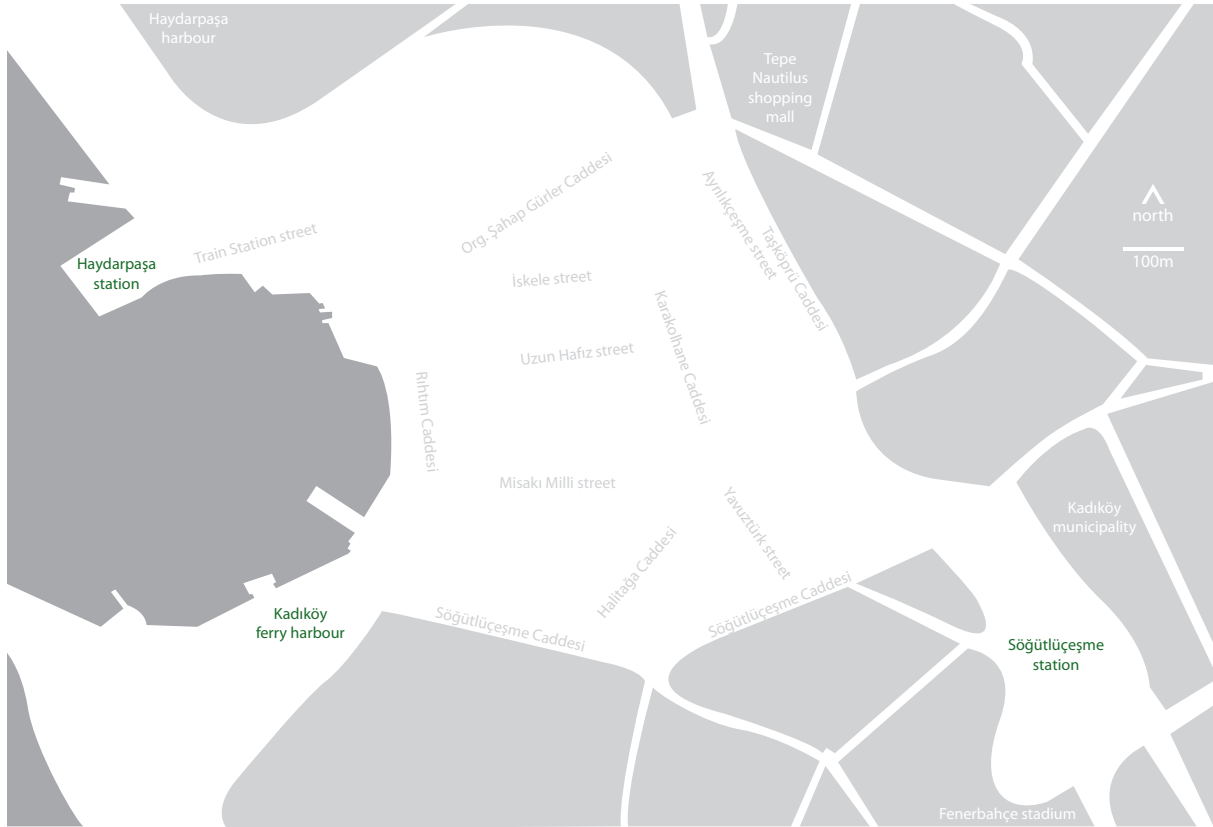 Haydarpaşa
harbour
Tepe
Nautilus
shopping
mall
Org. Şahap Gürler Caddesi
Ayrılıkçeşme street
Taşköprü Caddesi
north
100m
Train Station street
Haydarpaşa
station
İskele street
Karakolhane Caddesi
Uzun Hafız street
Rıhtım Caddesi
Misakı Milli street
Yavuztürk street
Kadıköy
municipality
Halitağa Caddesi
Söğütlüçeşme Caddesi
Söğütlüçeşme Caddesi
Kadıköy
ferry harbour
Söğütlüçeşme
station
Fenerbahçe stadium